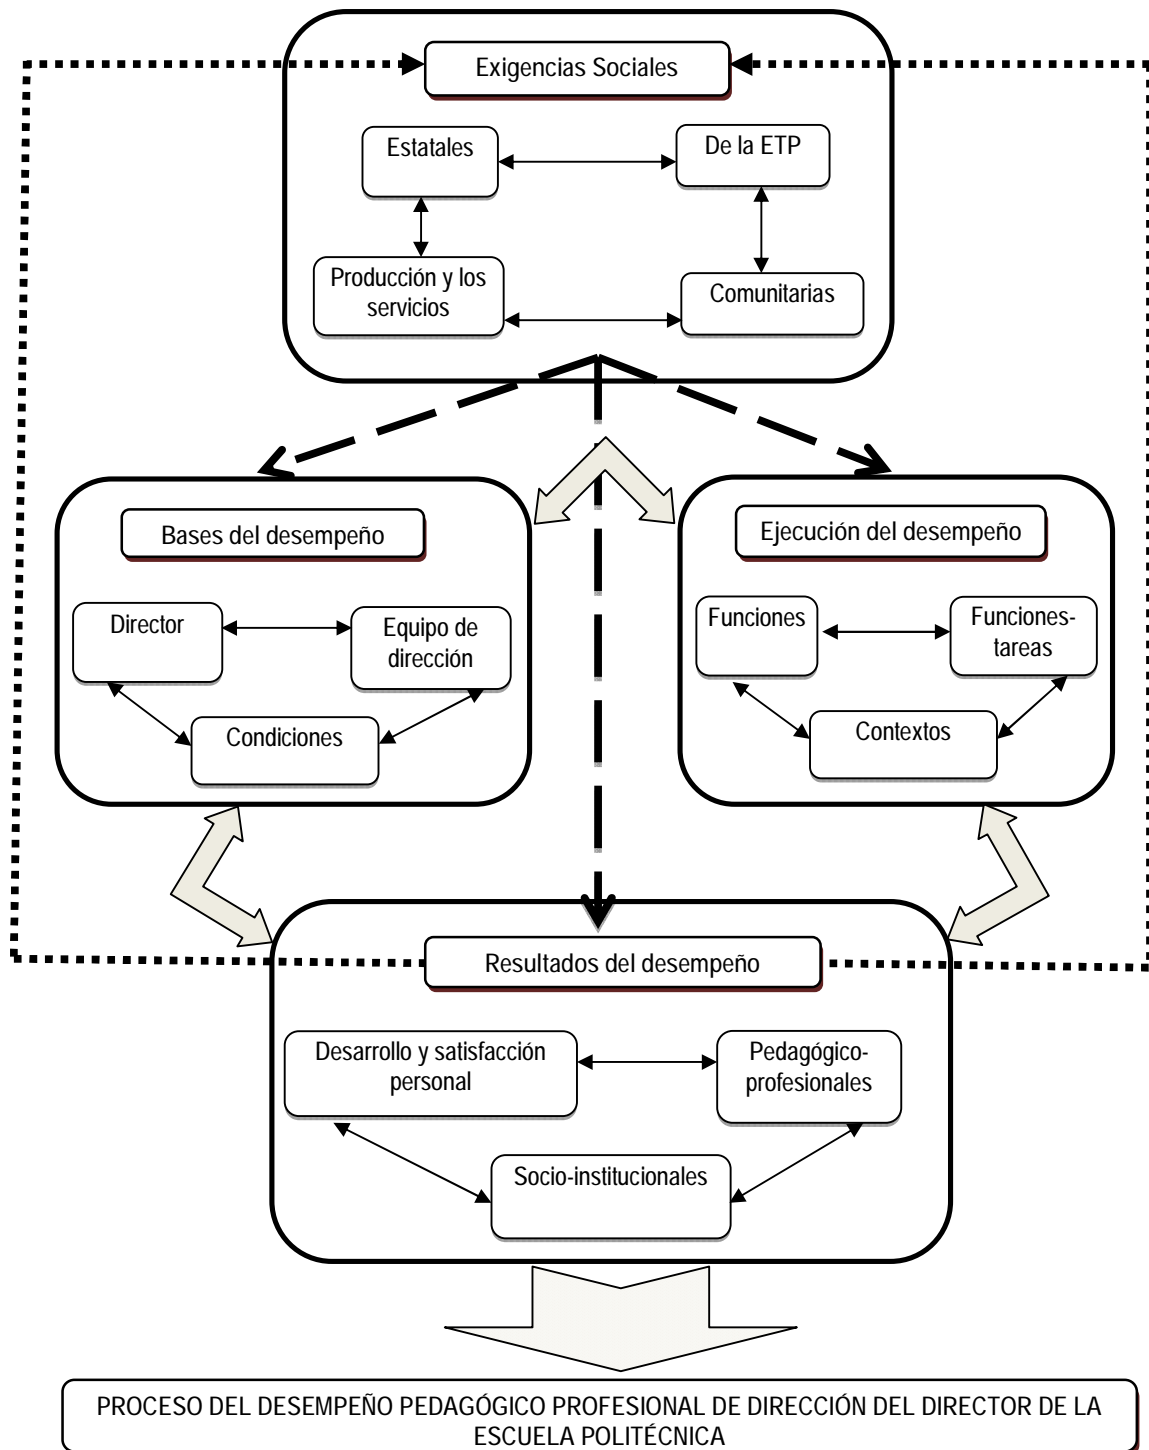 Exigencias Sociales
Estatales
De la ETP
Producción y los
servicios
Comunitarias
Bases del desempeño
Director
Equipo de
dirección
Condiciones
Ejecución del desempeño
Funciones
Funciones-
tareas
Contextos
Resultados del desempeño
Desarrollo y satisfacción
personal
Pedagógico-
profesionales
Socio-institucionales
PROCESO DEL DESEMPEÑO PEDAGÓGICO PROFESIONAL DE DIRECCIÓN DEL DIRECTOR DE LA
ESCUELA POLITÉCNICA